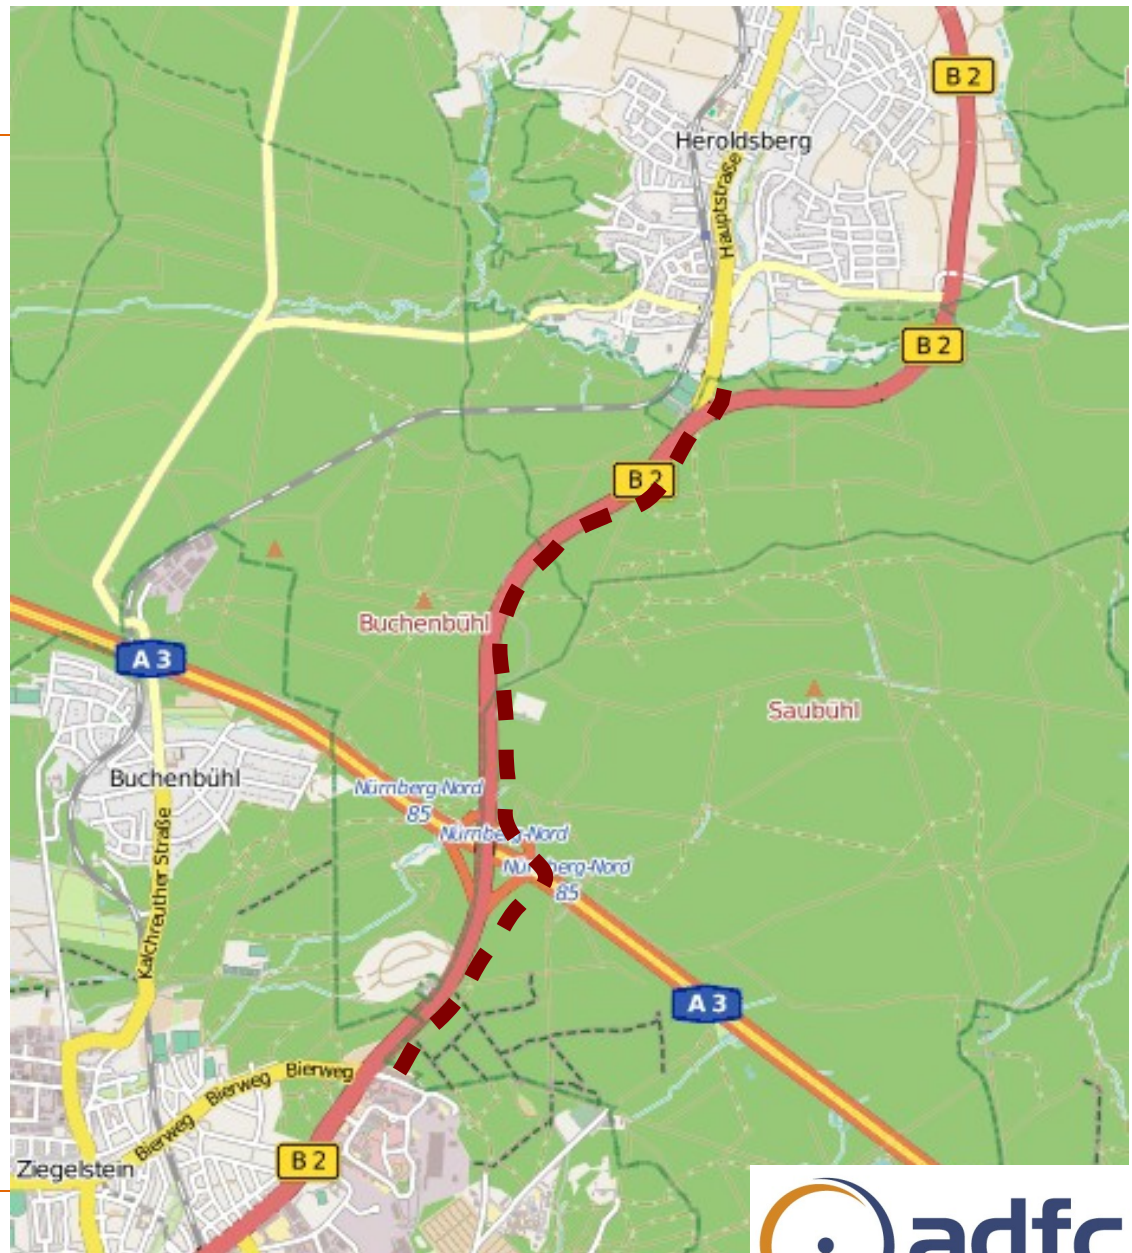 B 2
Heroldsberg
Hauptstraße
B 2
B 2
Buchenbühl
A 3
Saubühl
Buchenbühl
Nürnberg-Nord
85
Nürnberg-Nord
Nürnberg-Nord
85
Kalchreuther Straße
A 3
Bierweg
Bierweg
Bierweg
B 2
Ziegelstein
adfc